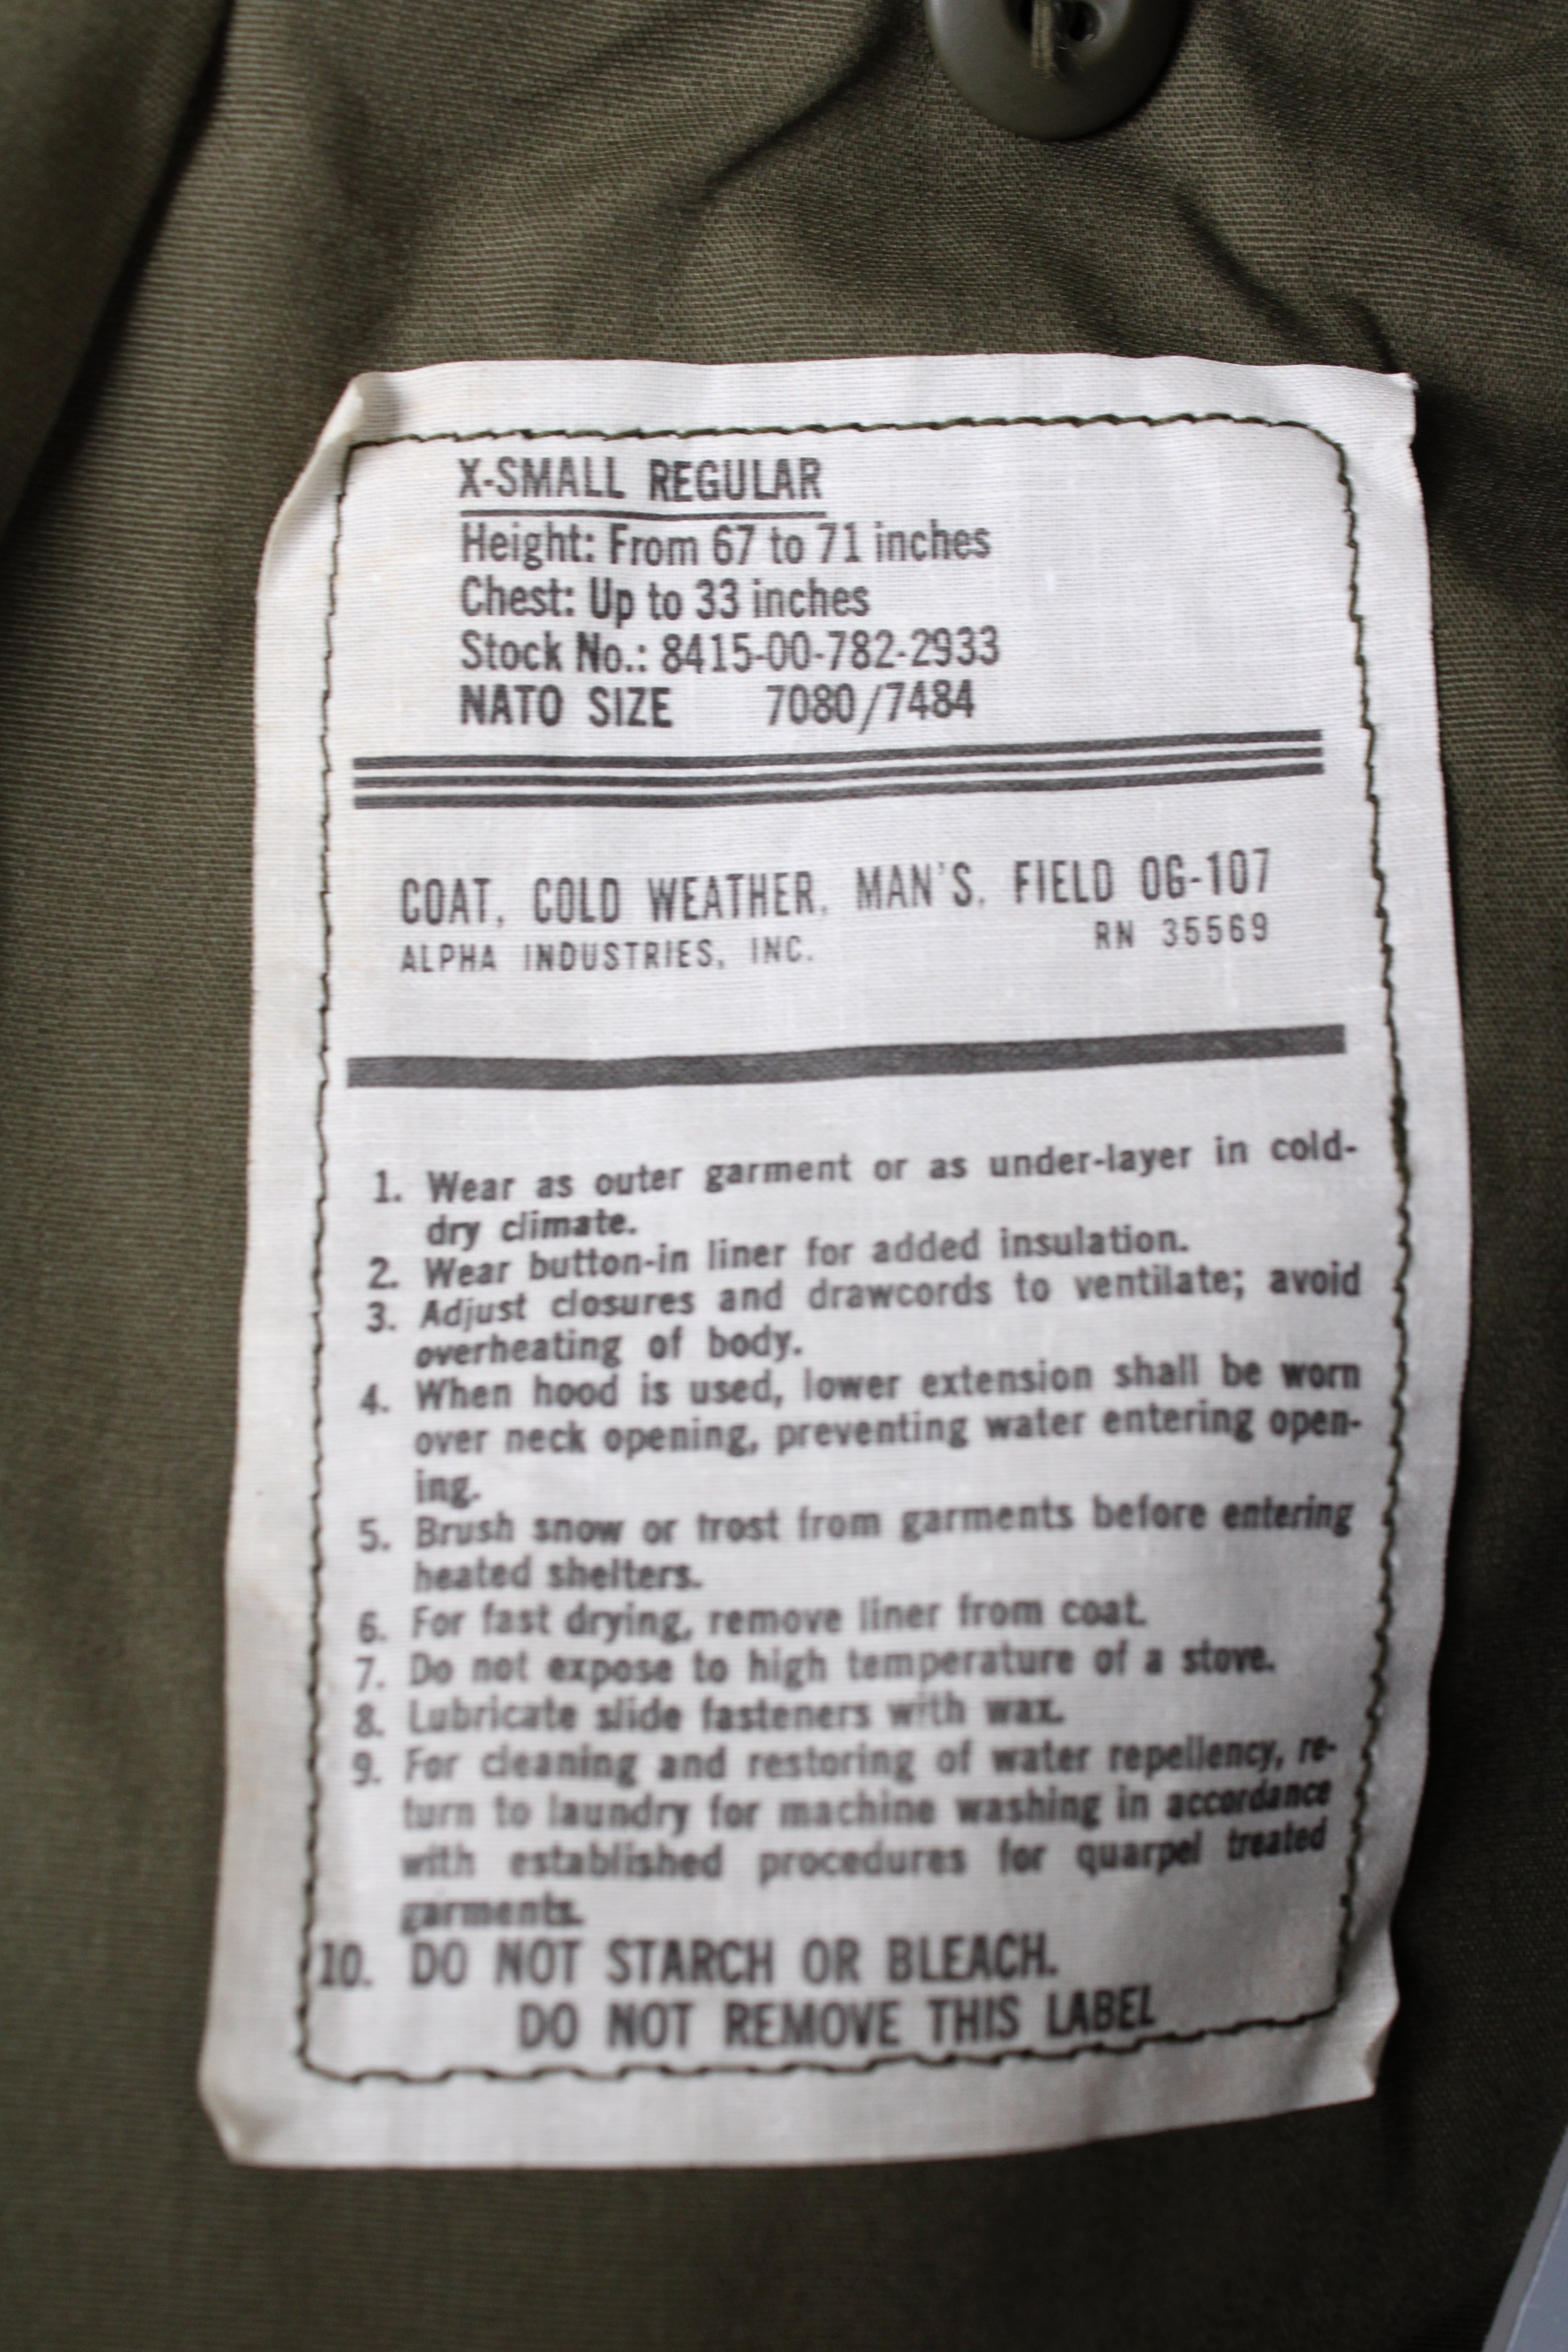 X-SMALL REGULAR
Height: From 67 to 71 inches
Chest: Up to 33 inches
Stock No.: 8415-00-782-2933
NATO SIZE 7080/7484
COAT, COLD WEATHER, MAN'S, FIELD OG-107
ALPHA INDUSTRIES, INC. RN 35569
1. Wear as outer garment or as under-layer in cold-
dry climate.
2. Wear button-in liner for added insulation.
3. Adjust closures and drawcords to ventilate; avoid
overheating of body.
4. When hood is used, lower extension shall be worn
over neck opening, preventing water entering open-
ing.
5. Brush snow or frost from garments before entering
heated shelters.
6. For fast drying, remove liner from coat.
7. Do not expose to high temperature of a stove.
8. Lubricate slide fasteners with wax.
9. For cleaning and restoring of water repellency, re-
turn to laundry for machine washing in accordance
with established procedures for quarpel treated
garments.
10. DO NOT STARCH OR BLEACH.
DO NOT REMOVE THIS LABEL